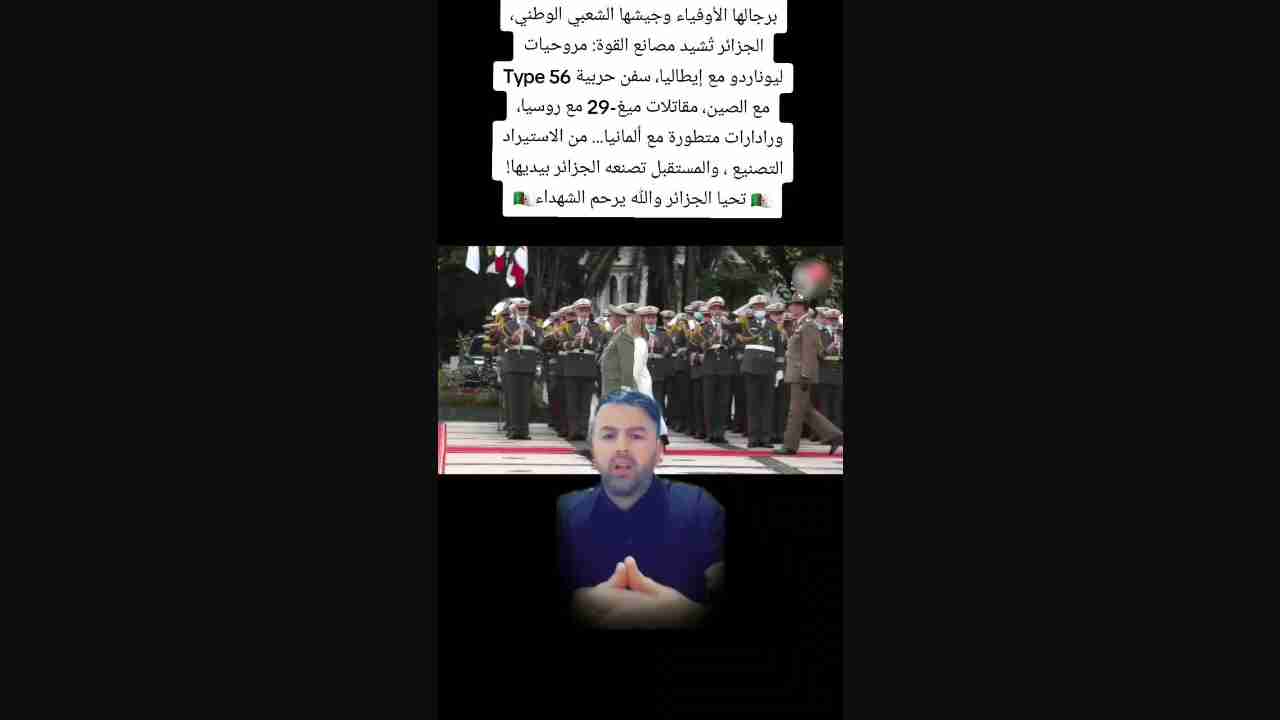 برجالها الأوفياء وجيشها الشعبي الوطني،
الجزائر تُشيد مصانع القوة: مروحيات
ليوناردو مع إيطاليا، سفن حربية Type 56
مع الصين، مقاتلات ميغ-29 مع روسيا،
ورادارات متطورة مع ألمانيا... من الاستيراد
التصنيع ، والمستقبل تصنعه الجزائر بيديها!
🇩🇿 تحيا الجزائر والله يرحم الشهداء 🇩🇿